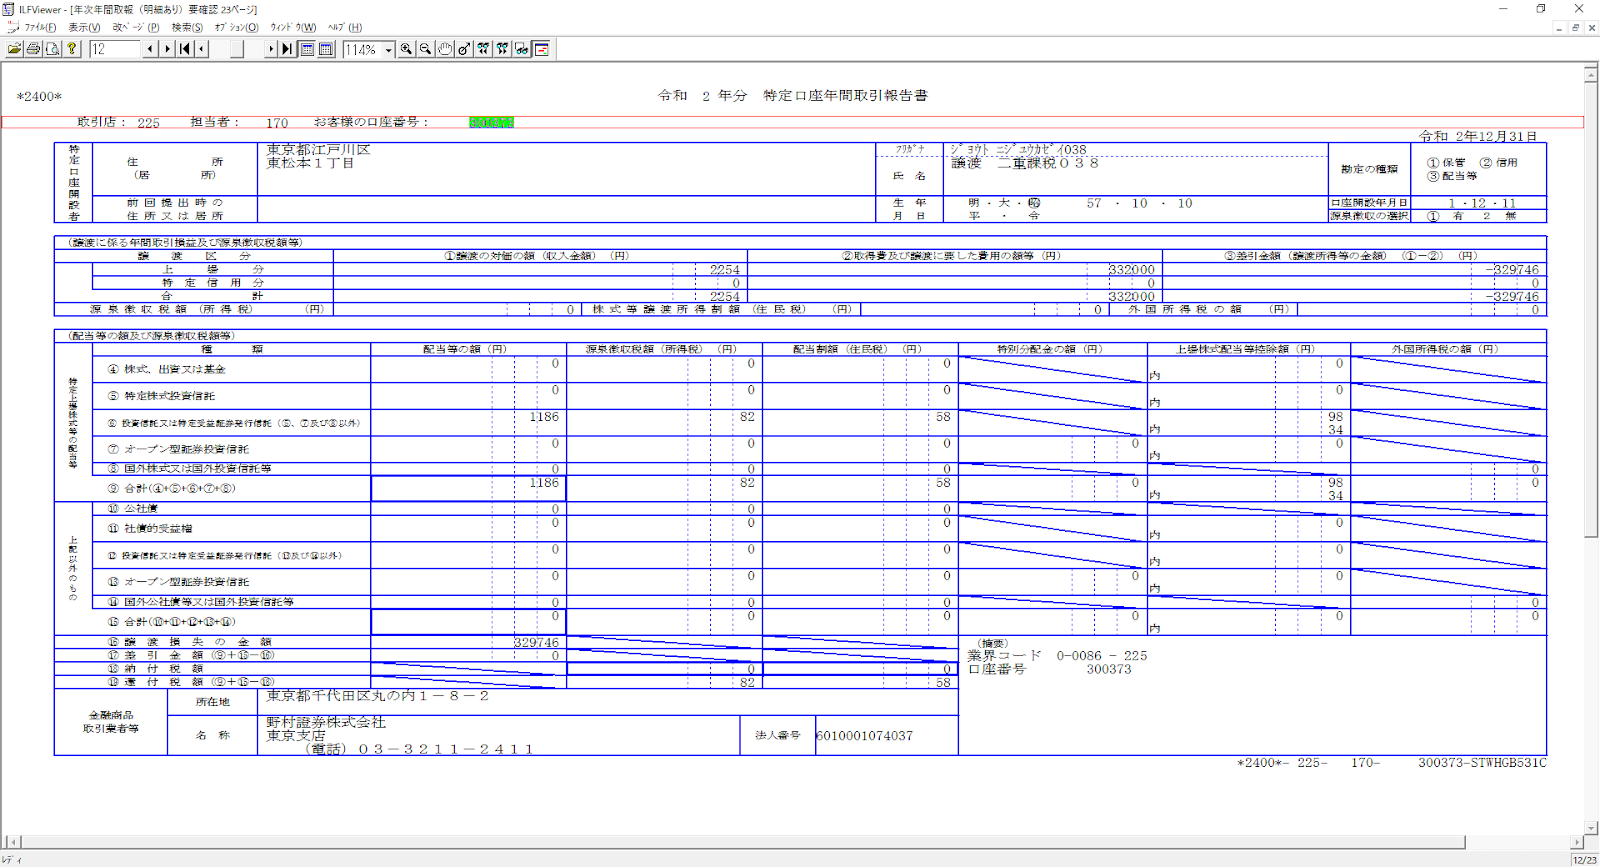 ILFViewer - [年次年間取報（明細あり）要確認 23ページ]
ﾌｧｲﾙ(F) 表示(V) 改ﾍﾟｰｼﾞ(P) 検索(S) ｵﾌﾟｼｮﾝ(O) ｳｨﾝﾄﾞｳ(W) ﾍﾙﾌﾟ(H)
12 114%
*2400* 令和 2 年分 特定口座年間取引報告書
取引店： 225 担当者： 170 お客様の口座番号： 300373
令和 2年12月31日
特定口座開設者
住 所
（居 所）
東京都江戸川区
東松本１丁目
前回提出時の
住所又は居所
ﾌﾘｶﾞﾅ ｼﾞｮｳﾄ ﾆｼﾞｭｳｶｾﾞｲ038
氏 名 譲渡 二重課税０３８
生 年
月 日
明・大・昭 57 ・ 10 ・ 10
平 ・ 令
勘定の種類 ① 保管 ② 信用
③ 配当等
口座開設年月日 1 ・12 ・11
源泉徴収の選択 ① 有 2 無
（譲渡に係る年間取引損益及び源泉徴収税額等）
譲 渡 区 分 ①譲渡の対価の額（収入金額）（円） ②取得費及び譲渡に要した費用の額等（円） ③差引金額（譲渡所得等の金額）（①－②）（円）
上 場 分 2254 332000 -329746
特 定 信 用 分 0 0 0
合 計 2254 332000 -329746
源泉徴収税額（所得税） （円） 0 株式等譲渡所得割額（住民税） （円） 0 外国所得税の額 （円） 0
（配当等の額及び源泉徴収税額等）
種 類 配当等の額（円） 源泉徴収税額（所得税）（円） 配当割額（住民税）（円） 特別分配金の額（円） 上場株式配当等控除額（円） 外国所得税の額（円）
特定上場株式等の配当等
④ 株式、出資又は基金 0 0 0 内 0
⑤ 特定株式投資信託 0 0 0 内 0
⑥ 投資信託又は特定受益証券発行信託（⑤、⑦及び⑧以外） 1186 82 58 98
内 34
⑦ オープン型証券投資信託 0 0 0 0 内 0
⑧ 国外株式又は国外投資信託等 0 0 0 0
⑨ 合計(④+⑤+⑥+⑦+⑧) 1186 82 58 0 98 0
内 34
上記以外のもの
⑩ 公社債 0 0 0
⑪ 社債的受益権 0 0 0 内 0
⑫ 投資信託又は特定受益証券発行信託（⑬及び⑭以外） 0 0 0 内 0
⑬ オープン型証券投資信託 0 0 0 0 内 0
⑭ 国外公社債等又は国外投資信託等 0 0 0 0
⑮ 合計(⑩+⑪+⑫+⑬+⑭) 0 0 0 0 内 0 0
⑯ 譲 渡 損 失 の 金 額 329746
⑰ 差 引 金 額（⑨＋⑮－⑯） 0
⑱ 納 付 税 額 0 0
⑲ 還 付 税 額（⑨＋⑮－⑱） 82 58
（摘要）
業界コード 0-0086 - 225
口座番号 300373
金融商品
取引業者等
所在地 東京都千代田区丸の内１－８－２
名 称 野村證券株式会社
東京支店
（電話）０３－３２１１－２４１１
法人番号 6010001074037
*2400*- 225- 170- 300373-STWHGB531C
ﾚﾃﾞｨ 12/23